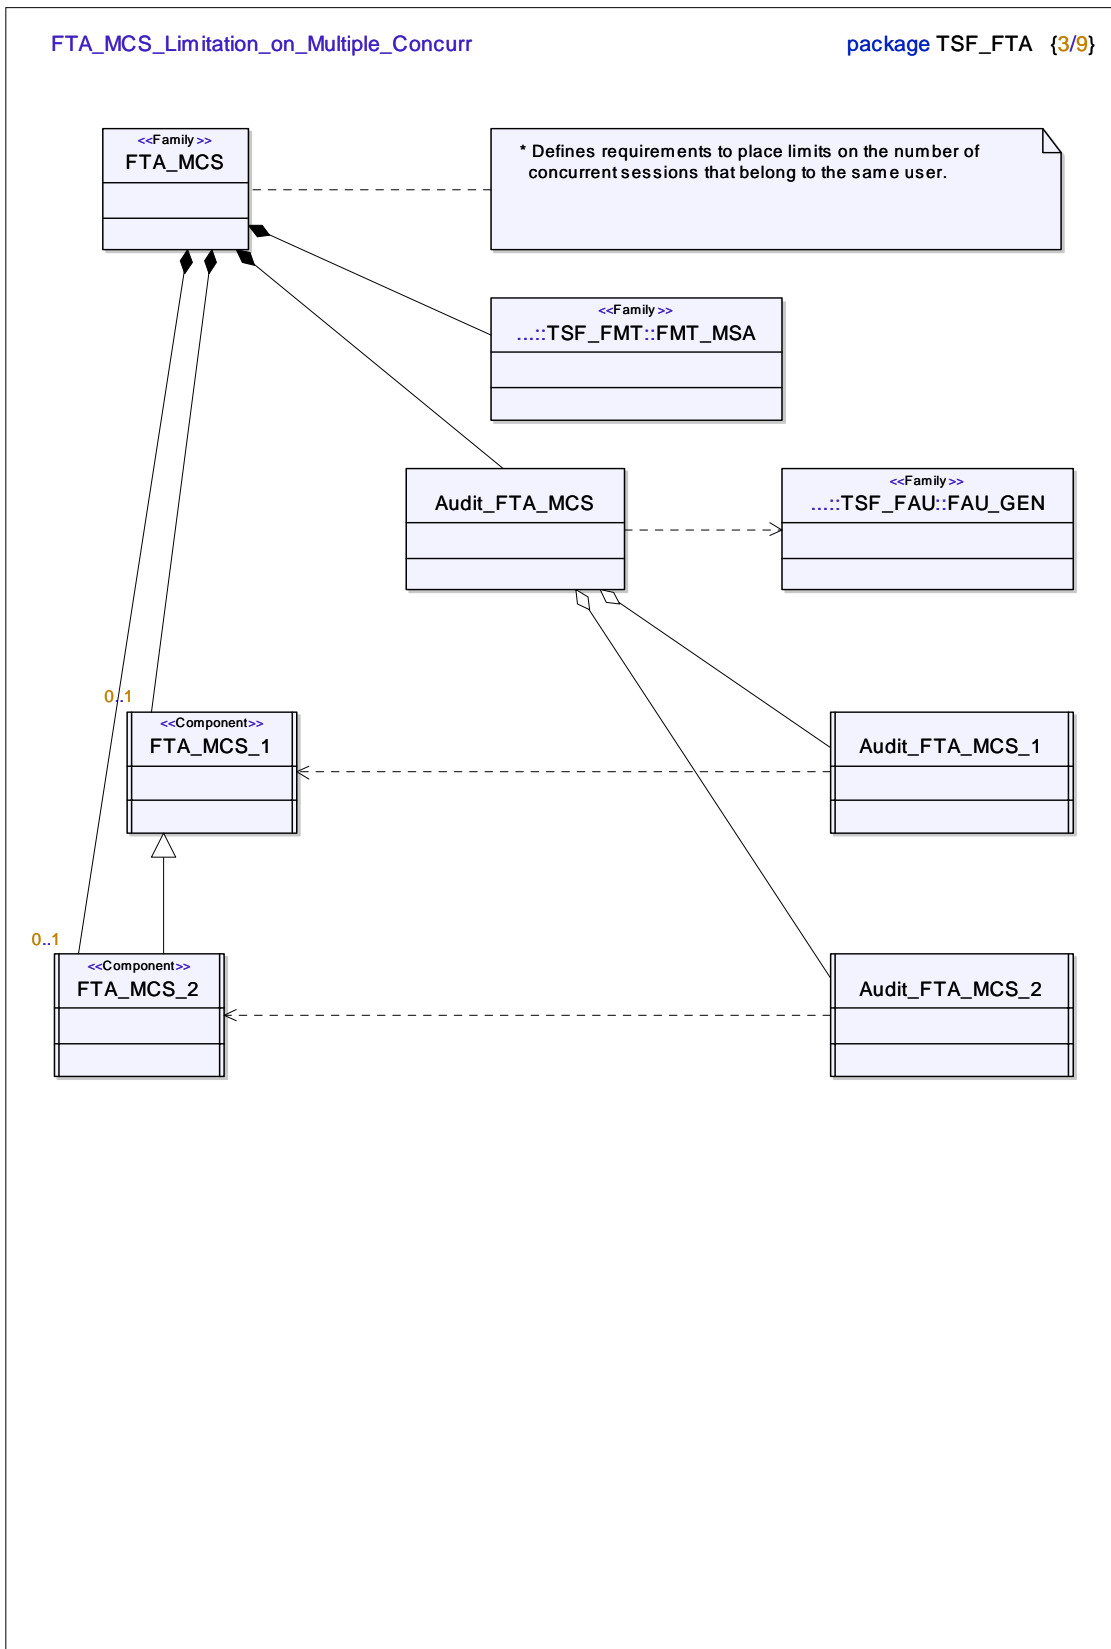 FTA_MCS_Limitation_on_Multiple_Concurr
package TSF_FTA {3/9}
<<Family>>
FTA_MCS
* Defines requirements to place limits on the number of
concurrent sessions that belong to the same user.
<<Family>>
...::TSF_FMT::FMT_MSA
Audit_FTA_MCS
<<Family>>
...::TSF_FAU::FAU_GEN
0..1
<<Component>>
FTA_MCS_1
Audit_FTA_MCS_1
0..1
<<Component>>
FTA_MCS_2
Audit_FTA_MCS_2